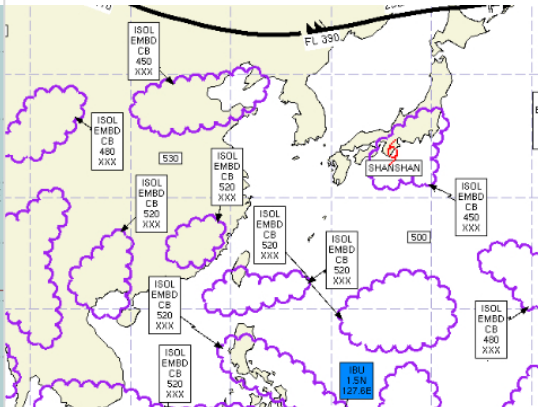 FL 390
ISOL
EMBD
CB
450
XXX
ISOL
EMBD
CB
480
XXX
530
ISOL
EMBD
CB
520
XXX
SHANSHAN
ISOL
EMBD
CB
520
XXX
ISOL
EMBD
CB
450
XXX
ISOL
EMBD
CB
520
XXX
500
ISOL
EMBD
CB
520
XXX
ISOL
EMBD
CB
520
XXX
ISOL
EMBD
CB
480
XXX
ISOL
EMBD
CB
520
XXX
IBU
1.5N
127.6E